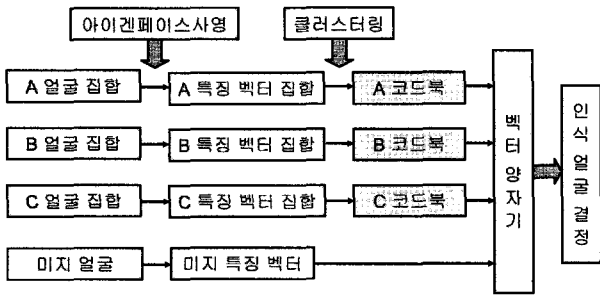 아이겐페이스사영
클러스터링
A 얼굴 집합
A 특징 벡터 집합
A 코드북
B 얼굴 집합
B 특징 벡터 집합
B 코드북
C 얼굴 집합
C 특징 벡터 집합
C 코드북
미지 얼굴
미지 특징 벡터
벡터 양자기
인식 얼굴 결정